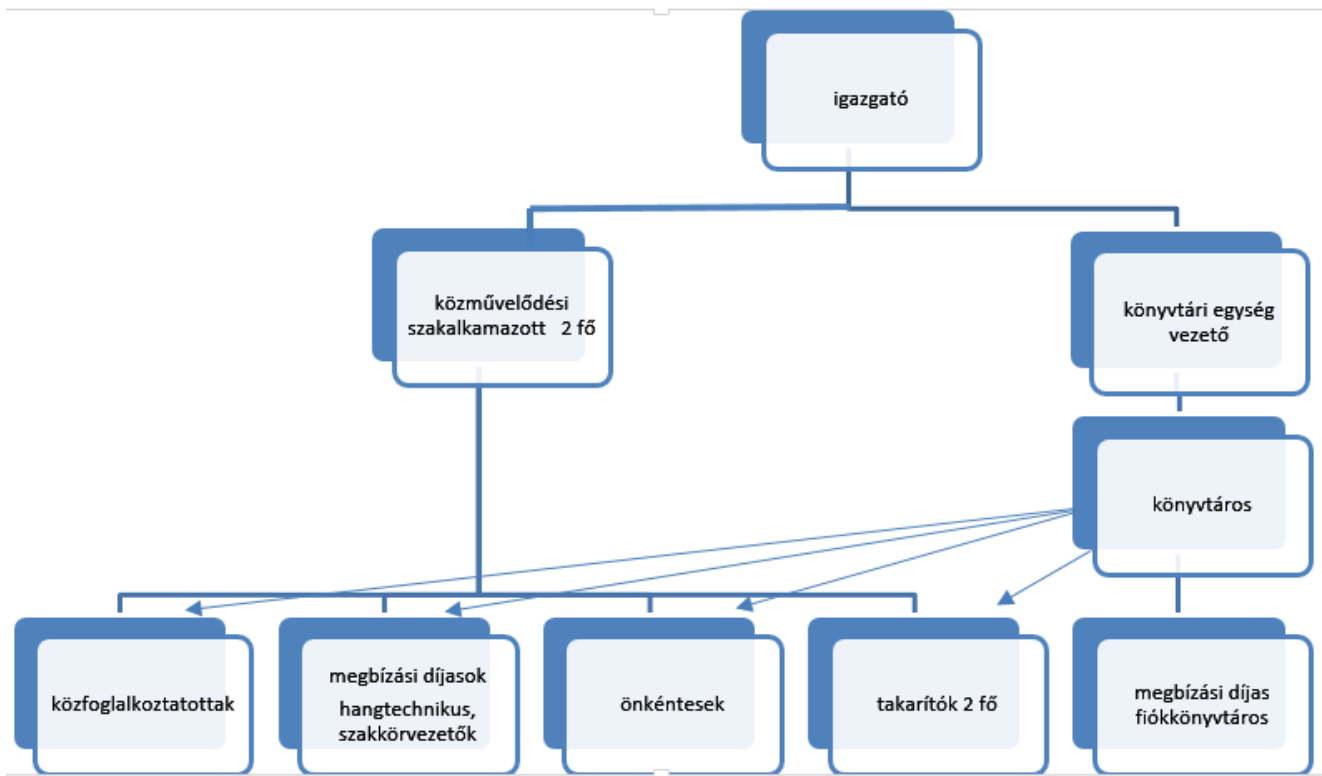 igazgató
közművelődési
szakalkamazott 2 fő
könyvtári egység
vezető
könyvtáros
közfoglalkoztatottak
megbízási díjasok
hangtechnikus,
szakkörvezetők
önkéntesek
takarítók 2 fő
megbízási díjas
fiókkönyvtáros